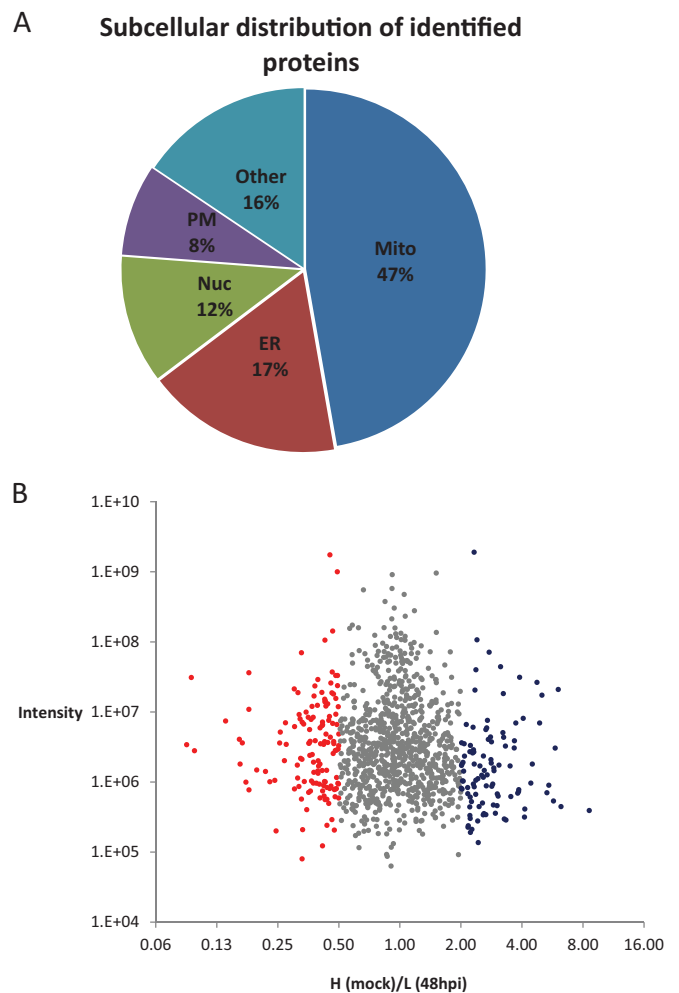 A
Subcellular distribution of identified
proteins
Other
16%
PM
8%
Mito
47%
Nuc
12%
ER
17%
B
1.E+10
1.E+09
1.E+08
1.E+07
Intensity
1.E+06
1.E+05
1.E+04
0.06 0.13 0.25 0.50 1.00 2.00 4.00 8.00 16.00
H (mock)/L (48hpi)